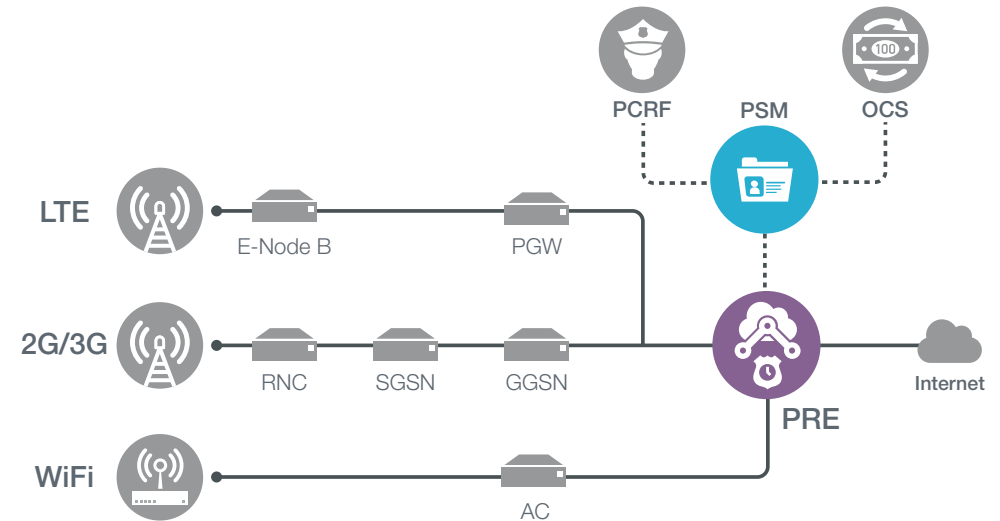 PCRF
PSM
OCS
100
LTE
E-Node B
PGW
2G/3G
RNC
SGSN
GGSN
Internet
PRE
WiFi
AC